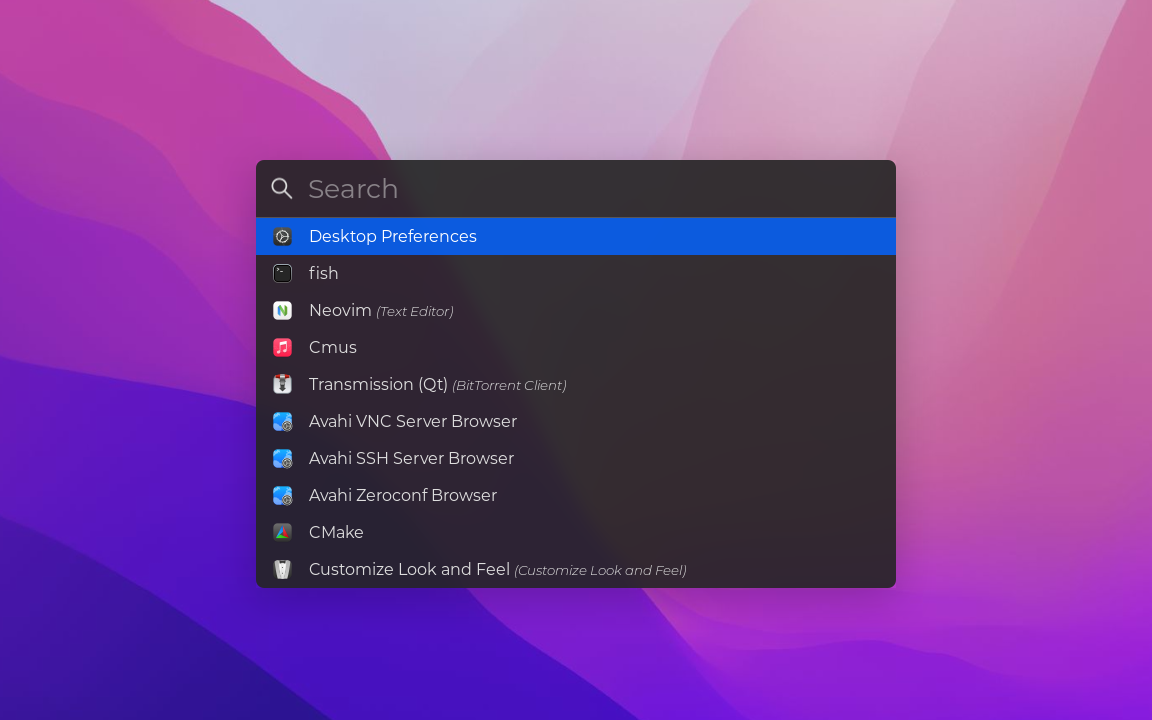 Search
Desktop Preferences
fish
Neovim (Text Editor)
Cmus
Transmission (Qt) (BitTorrent Client)
Avahi VNC Server Browser
Avahi SSH Server Browser
Avahi Zeroconf Browser
CMake
Customize Look and Feel (Customize Look and Feel)